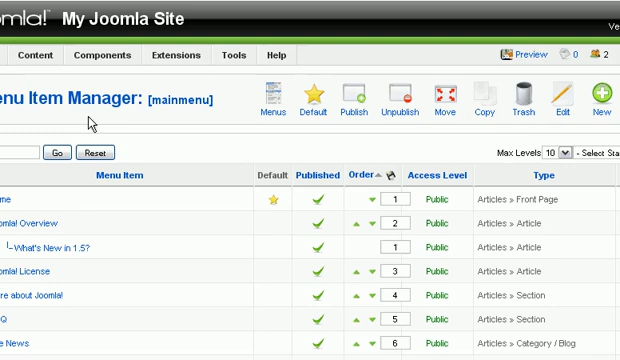 omla! My Joomla Site
Ve
Content Components Extensions Tools Help Preview 0 2
enu Item Manager: [mainmenu]
Menus Default Publish Unpublish Move Copy Trash Edit New
Go Reset Max Levels 10 - Select Sta
Menu Item Default Published Order Access Level Type
me 1 Public Articles » Front Page
omla! Overview 2 Public Articles » Article
What's New in 1.5? 1 Public Articles » Article
omla! License 3 Public Articles » Article
re about Joomla! 4 Public Articles » Section
Q 5 Public Articles » Section
e News 6 Public Articles » Category / Blog